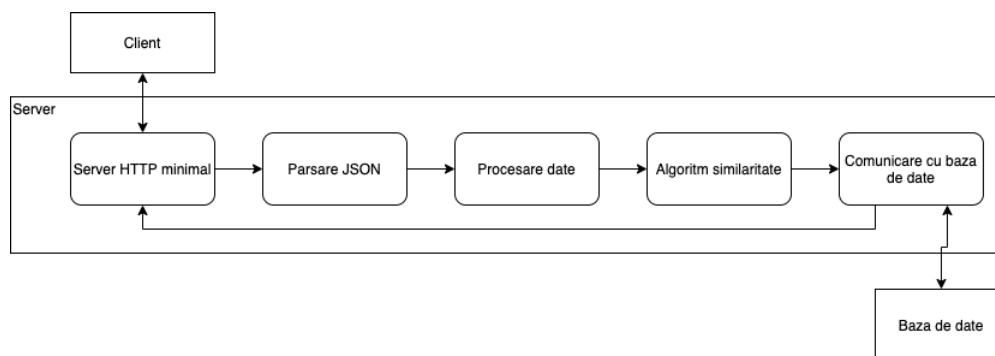 Client
Server
Server HTTP minimal
Parsare JSON
Procesare date
Algoritm similaritate
Comunicare cu baza
de date
Baza de date